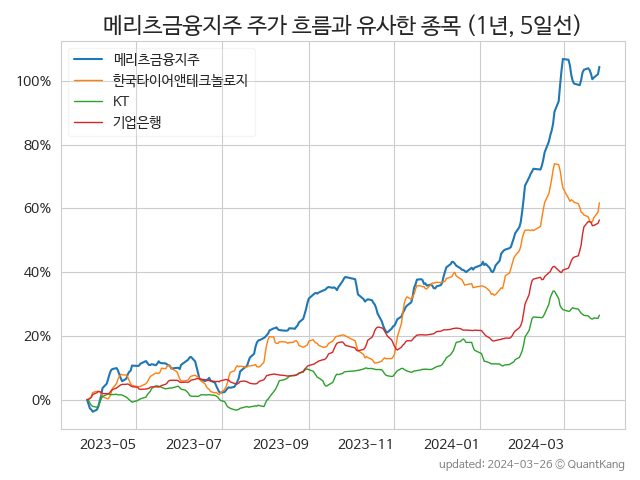 메리츠금융지주 주가 흐름과 유사한 종목 (1년, 5일선)
메리츠금융지주
한국타이어앤테크놀로지
KT
기업은행
100%
80%
60%
40%
20%
0%
2023-05 2023-07 2023-09 2023-11 2024-01 2024-03
updated: 2024-03-26 © QuantKang